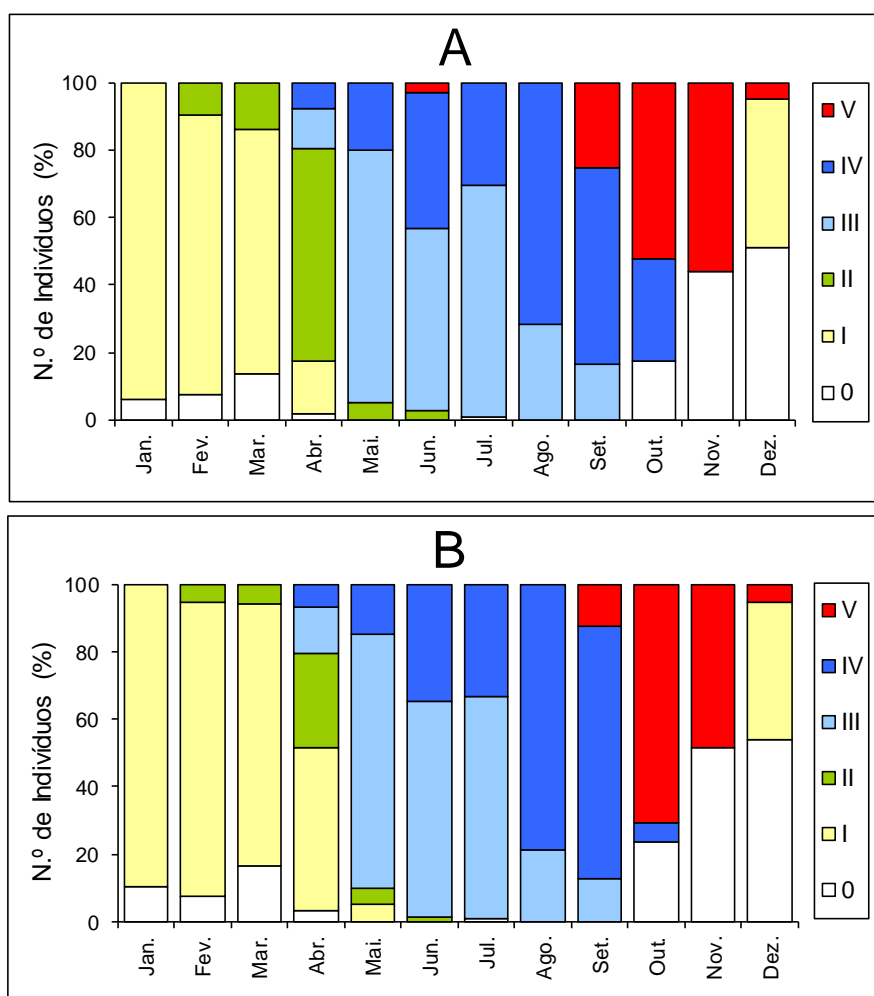 A
N.º de Indivíduos (%)
100
80
60
40
20
0
Jan.
Fev.
Mar.
Abr.
Mai.
Jun.
Jul.
Ago.
Set.
Out.
Nov.
Dez.
V
IV
III
II
I
0
B
N.º de Indivíduos (%)
100
80
60
40
20
0
Jan.
Fev.
Mar.
Abr.
Mai.
Jun.
Jul.
Ago.
Set.
Out.
Nov.
Dez.
V
IV
III
II
I
0